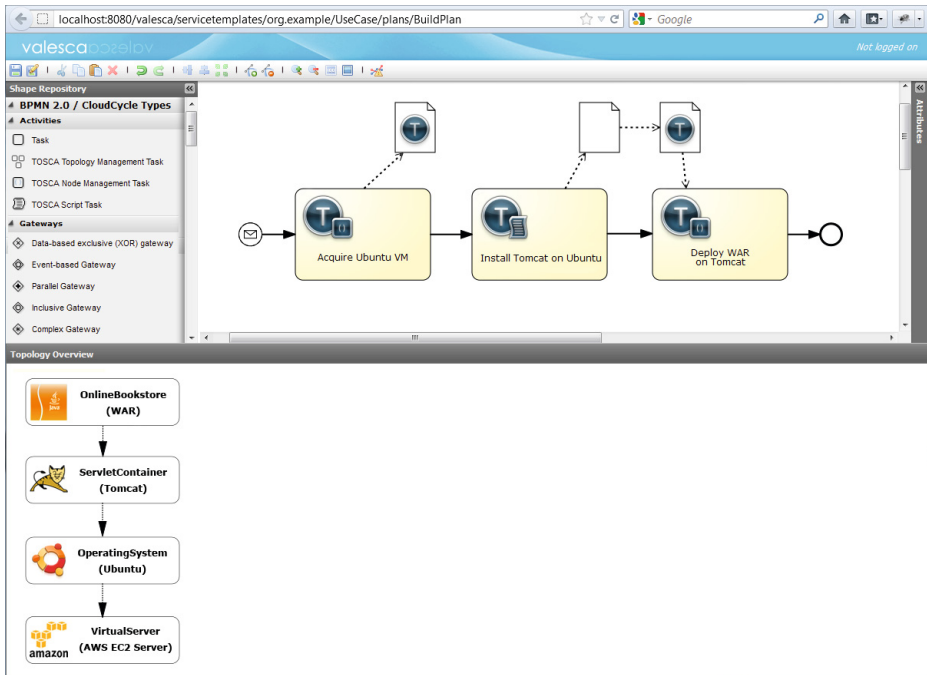 localhost:8080/valesca/servicetemplates/org.example/UseCase/plans/BuildPlan
Google
valesca
Not logged on
Shape Repository
BPMN 2.0 / CloudCycle Types
Activities
Task
TOSCA Topology Management Task
TOSCA Node Management Task
TOSCA Script Task
Gateways
Data-based exclusive (XOR) gateway
Event-based Gateway
Parallel Gateway
Inclusive Gateway
Complex Gateway
T
T
T
Acquire Ubuntu VM
T
Install Tomcat on Ubuntu
T
Deploy WAR
on Tomcat
Attributes
Topology Overview
Java
OnlineBookstore
(WAR)
ServletContainer
(Tomcat)
OperatingSystem
(Ubuntu)
amazon
VirtualServer
(AWS EC2 Server)